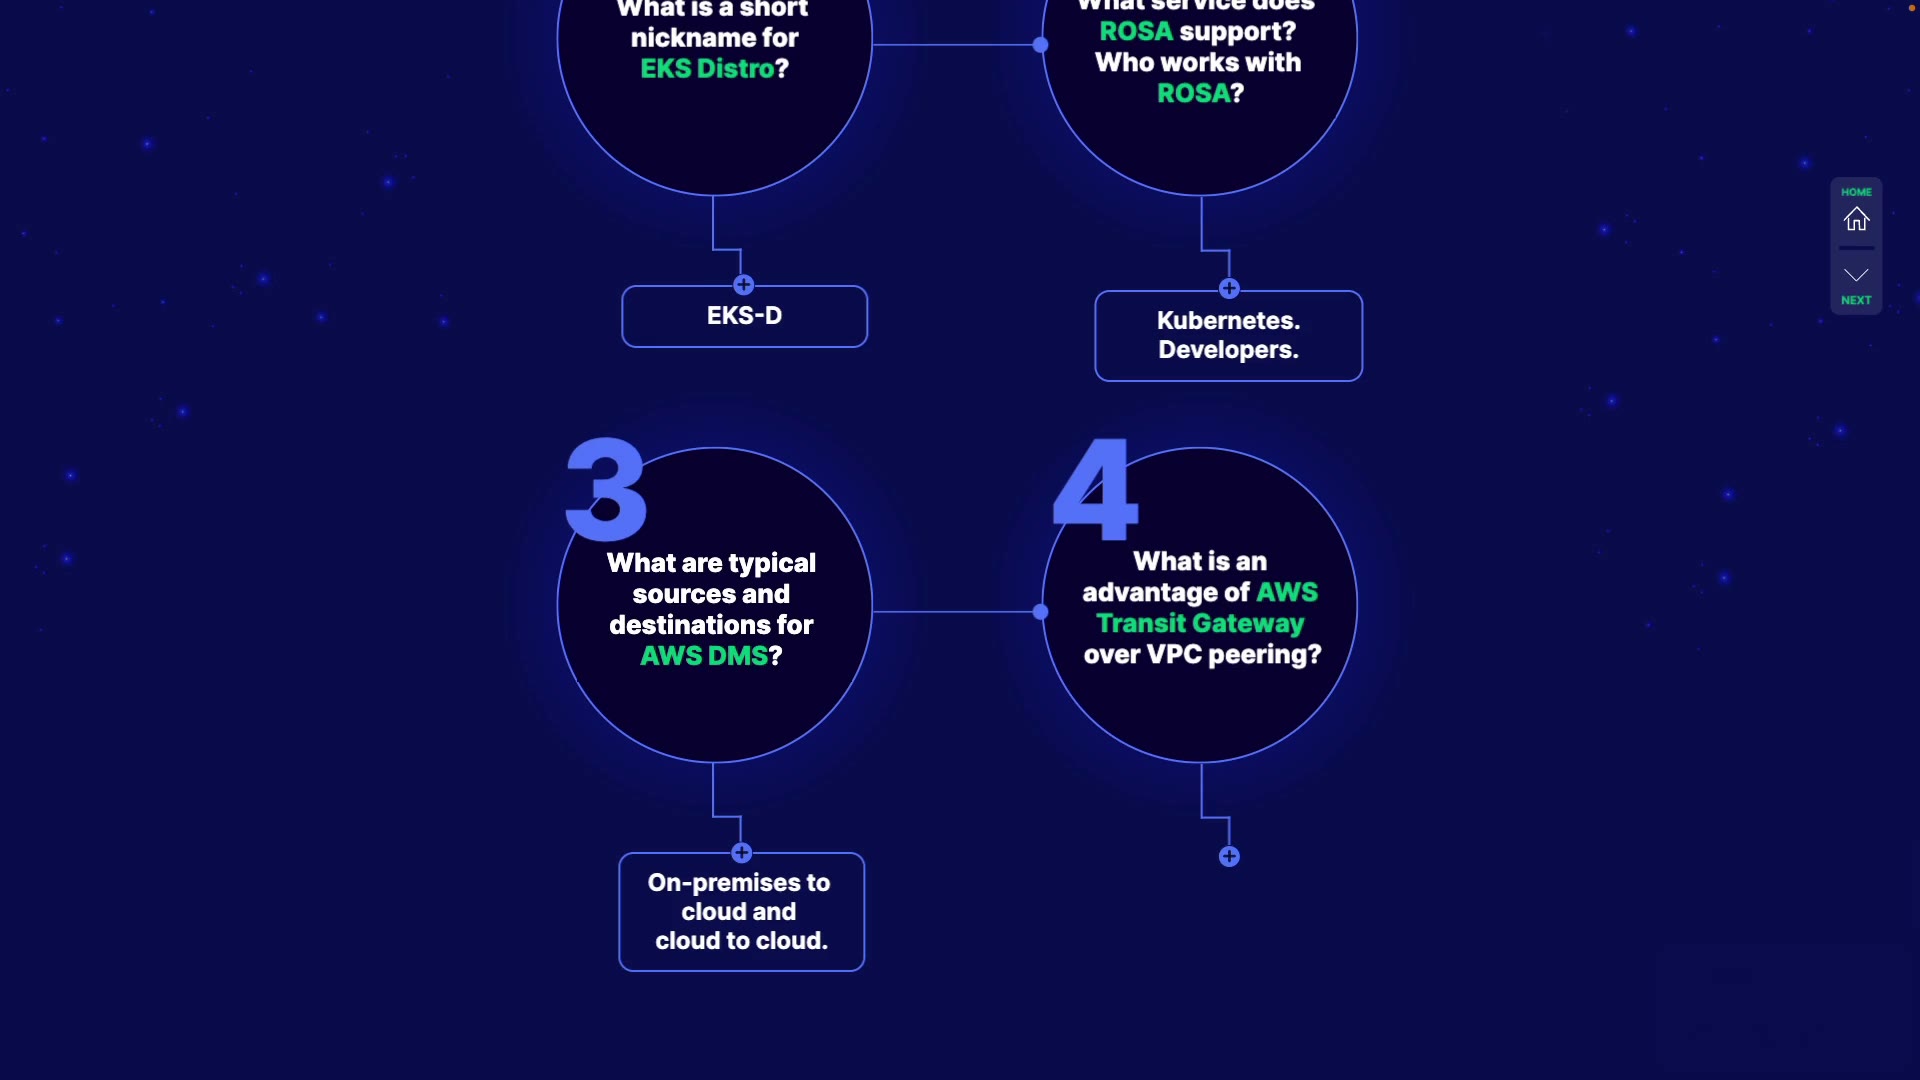 What is a short
nickname for
EKS Distro?
What service does
ROSA support?
Who works with
ROSA?
HOME
NEXT
EKS-D
Kubernetes.
Developers.
3
What are typical
sources and
destinations for
AWS DMS?
4
What is an
advantage of AWS
Transit Gateway
over VPC peering?
On-premises to
cloud and
cloud to cloud.